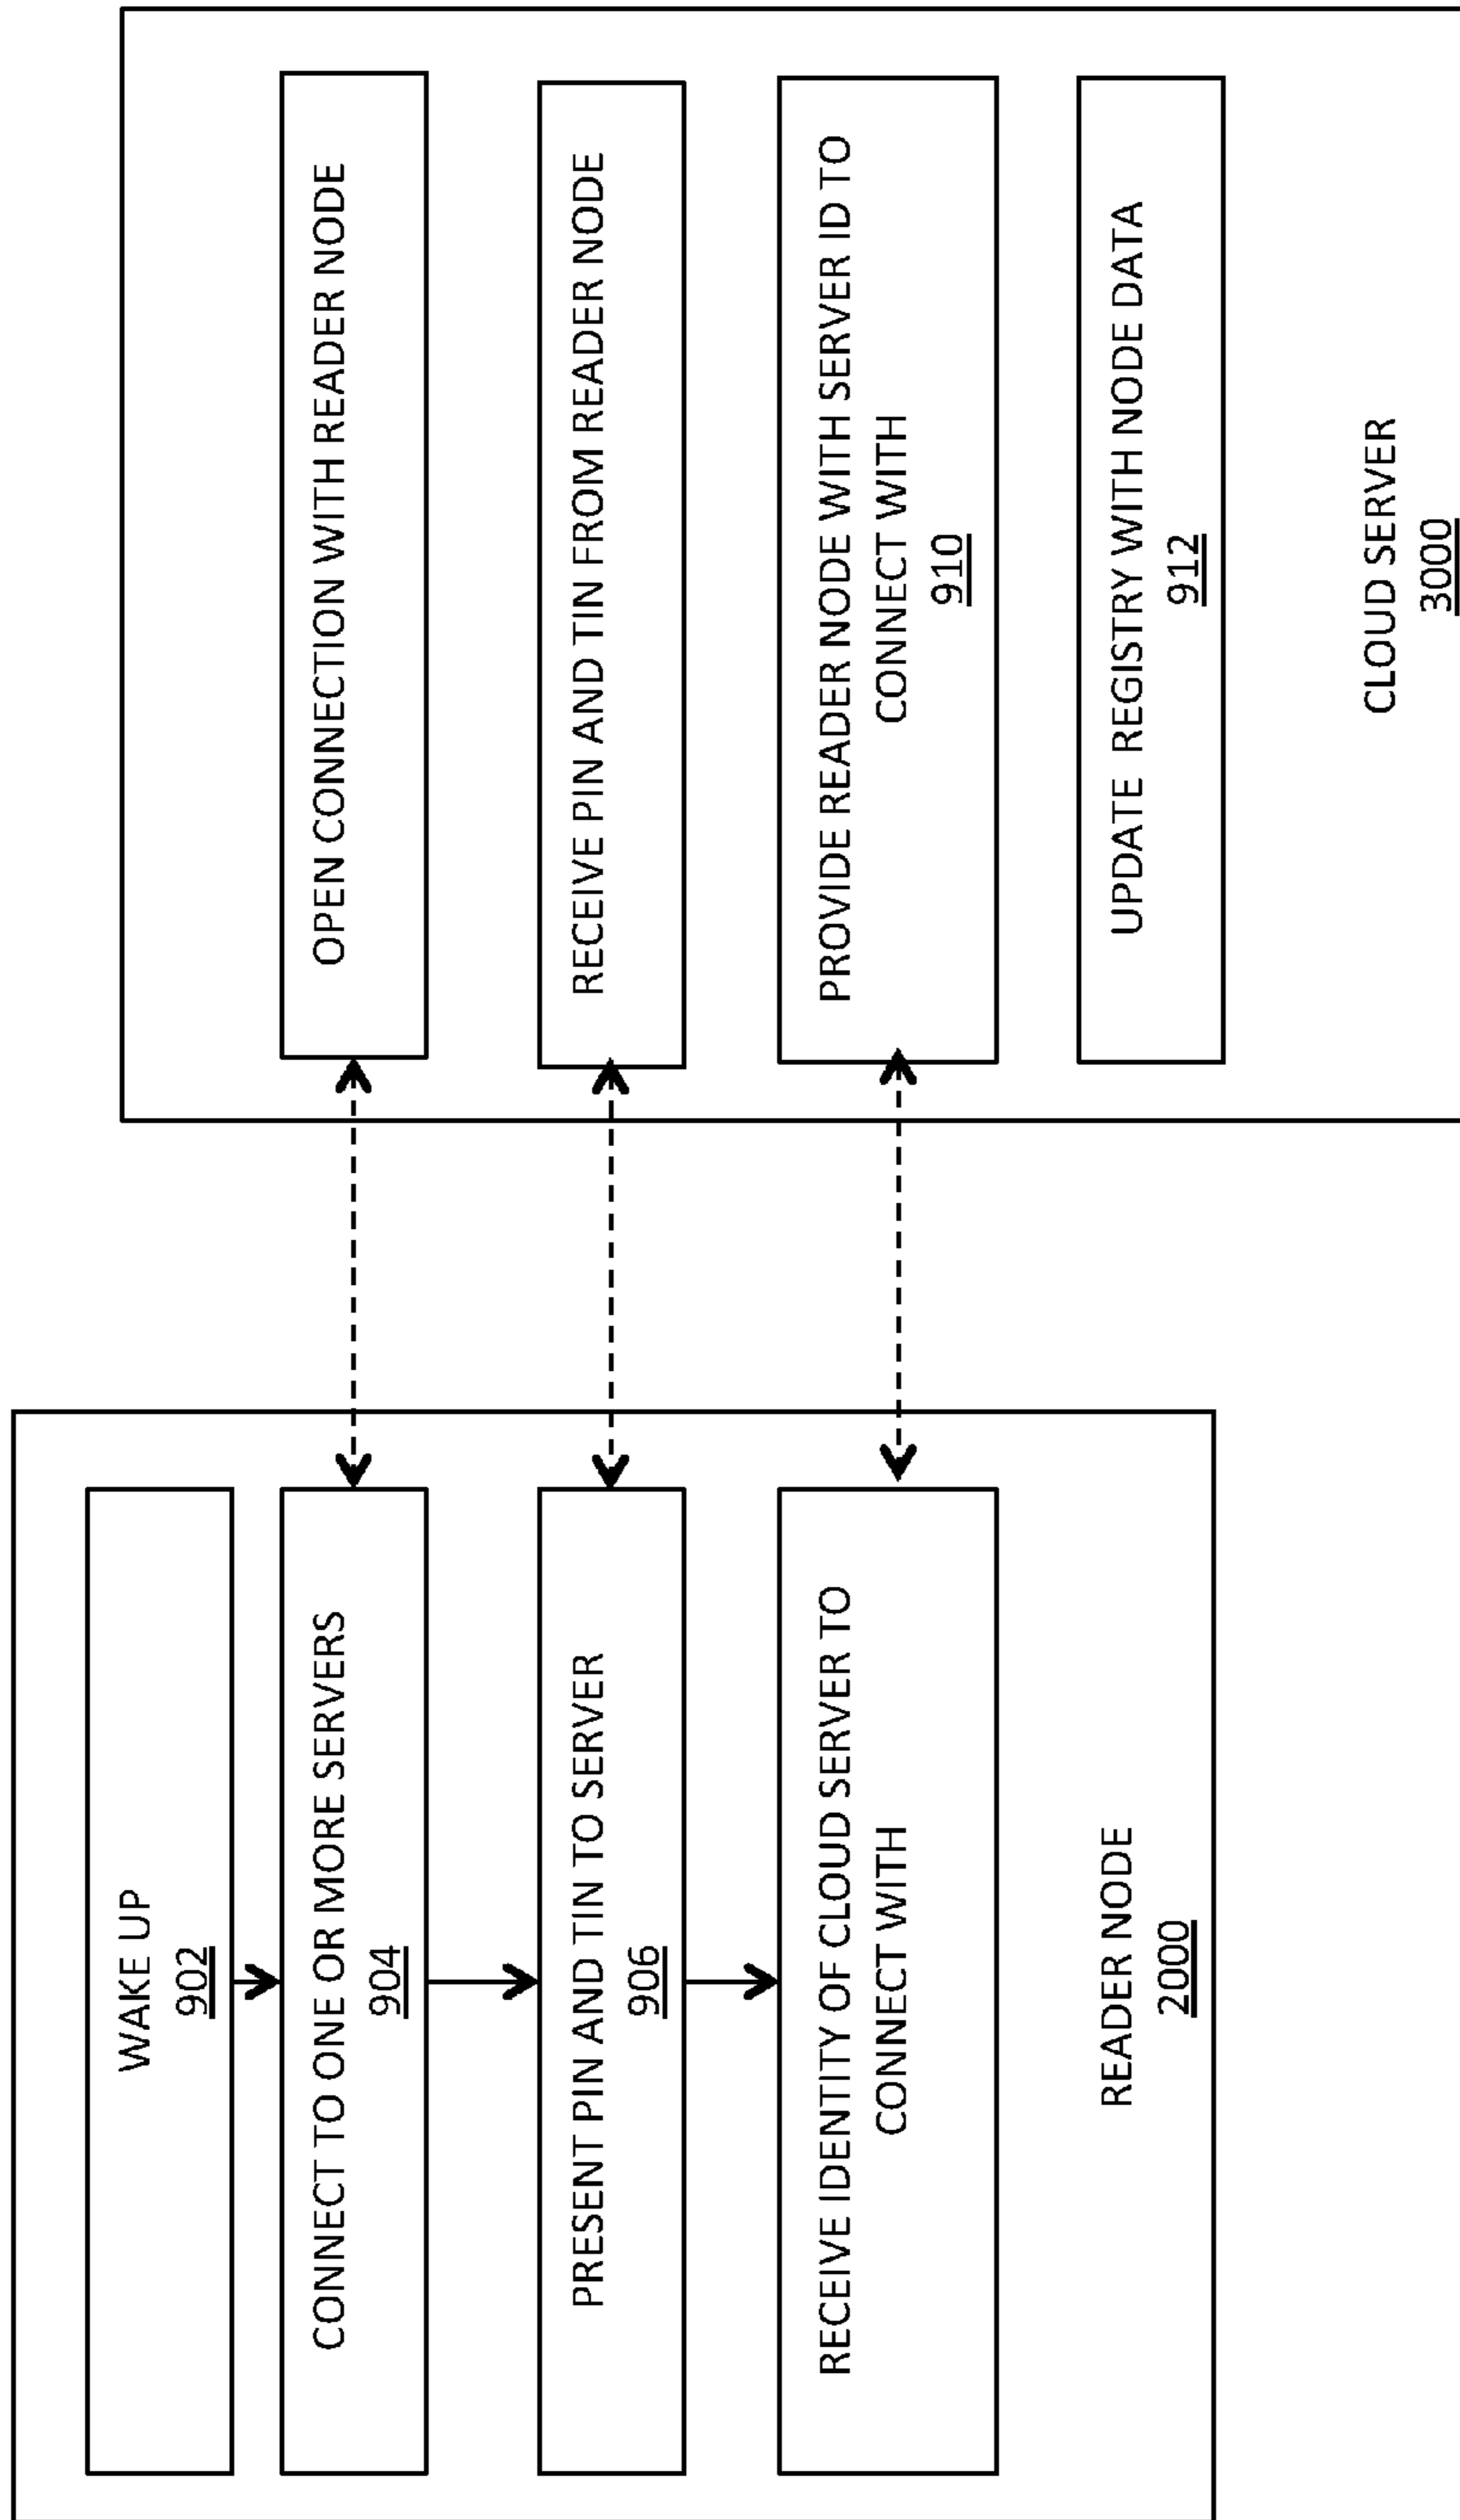 WAKE UP
902
CONNECT TO ONE OR MORE SERVERS
904
PRESENT PIN AND TIN TO SERVER
906
RECEIVE IDENTITY OF CLOUD SERVER TO
CONNECT WITH
READER NODE
2000
OPEN CONNECTION WITH READER NODE
RECEIVE PIN AND TIN FROM READER NODE
PROVIDE READER NODE WITH SERVER ID TO
CONNECT WITH
910
UPDATE REGISTRY WITH NODE DATA
912
CLOUD SERVER
3000